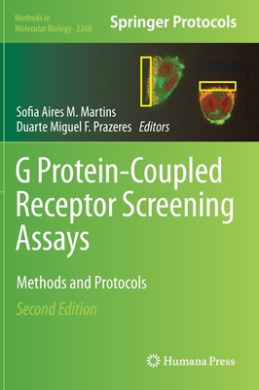 Methods in
Molecular Biology 2268
Springer Protocols
Sofia Aires M. Martins
Duarte Miguel F. Prazeres Editors
G Protein-Coupled
Receptor Screening
Assays
Methods and Protocols
Second Edition
Humana Press